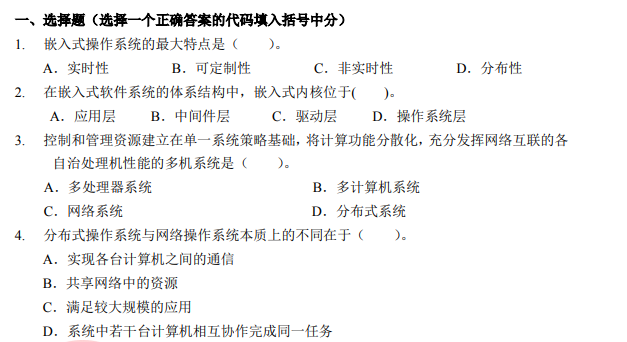 一、选择题（选择一个正确答案的代码填入括号中分）
1. 嵌入式操作系统的最大特点是（ ）。
A．实时性 B．可定制性 C．非实时性 D．分布性
2. 在嵌入式软件系统的体系结构中，嵌入式内核位于( )。
A．应用层 B．中间件层 C．驱动层 D．操作系统层
3. 控制和管理资源建立在单一系统策略基础，将计算功能分散化，充分发挥网络互联的各
自治处理机性能的多机系统是（ ）。
A．多处理器系统 B．多计算机系统
C．网络系统 D．分布式系统
4. 分布式操作系统与网络操作系统本质上的不同在于（ ）。
A．实现各台计算机之间的通信
B．共享网络中的资源
C．满足较大规模的应用
D．系统中若干台计算机相互协作完成同一任务